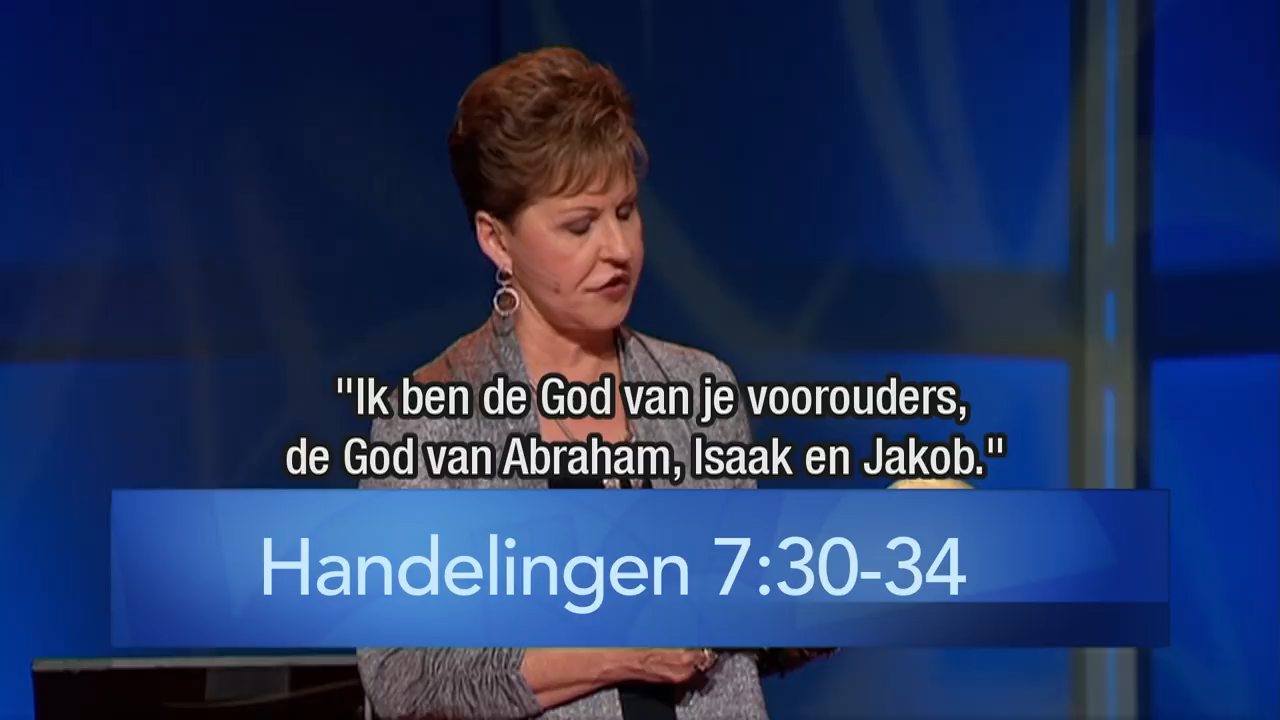 "Ik ben de God van je voorouders,
de God van Abraham, Isaak en Jakob."
Handelingen 7:30-34